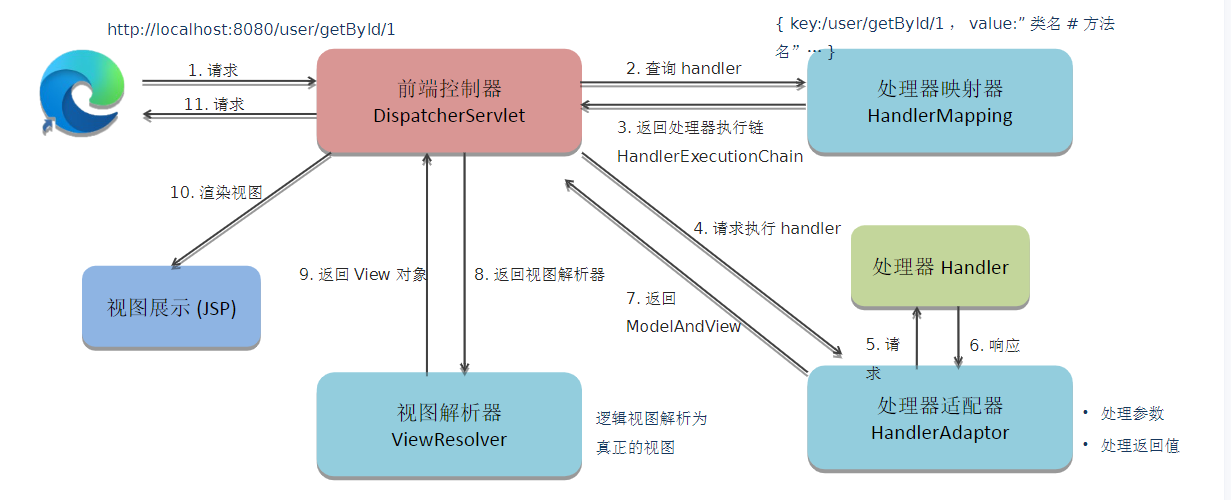 http://localhost:8080/user/getById/1
{ key:/user/getById/1 ,  value:” 类名 # 方法
名” … }
1. 请求
11. 请求
前端控制器
DispatcherServlet
2. 查询 handler
3. 返回处理器执行链
HandlerExecutionChain
处理器映射器
HandlerMapping
10. 渲染视图
4. 请求执行 handler
处理器 Handler
9. 返回 View 对象
8. 返回视图解析器
7. 返回
ModelAndView
视图展示 (JSP)
5. 请
求
6. 响应
视图解析器
ViewResolver
逻辑视图解析为
真正的视图
处理器适配器
HandlerAdaptor
• 处理参数
• 处理返回值